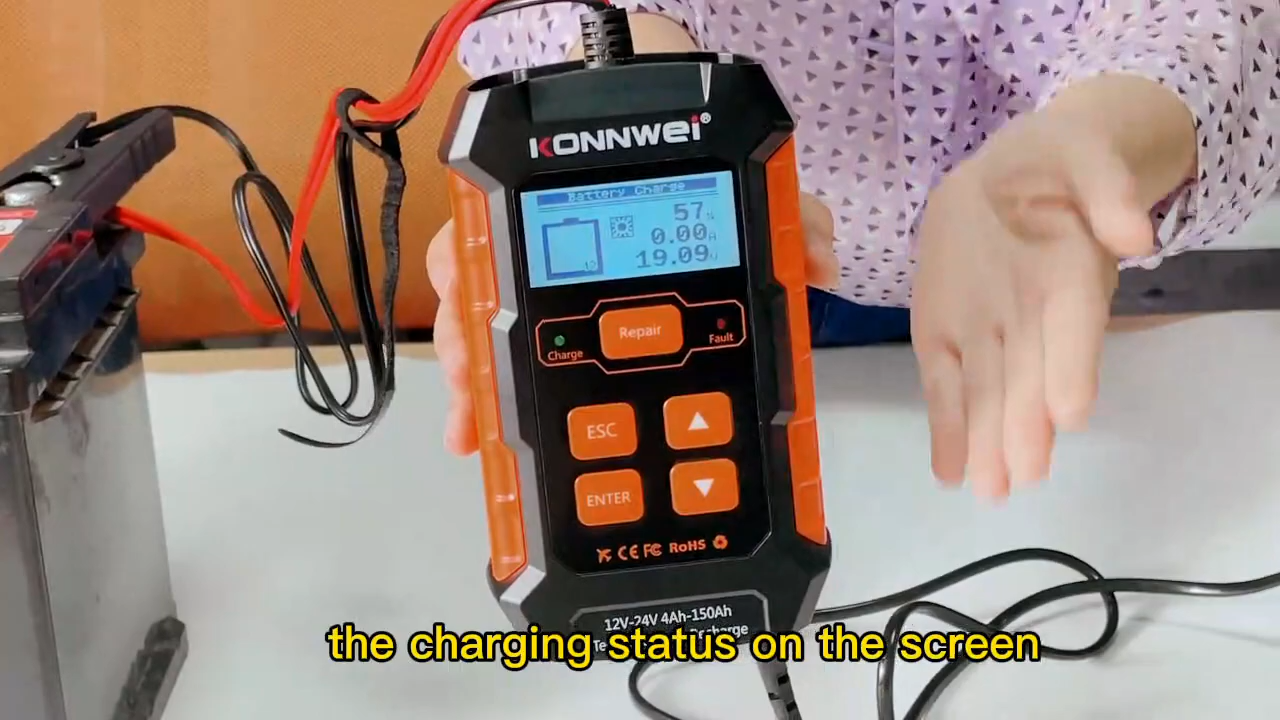 KONNWEI®
Battery Charge
57%
0.00A
19.09V
12
Repair
Charge
Fault
ESC
▲
ENTER
▼
CE FC RoHS
12V-24V 4Ah-150Ah
the charging status on the screen